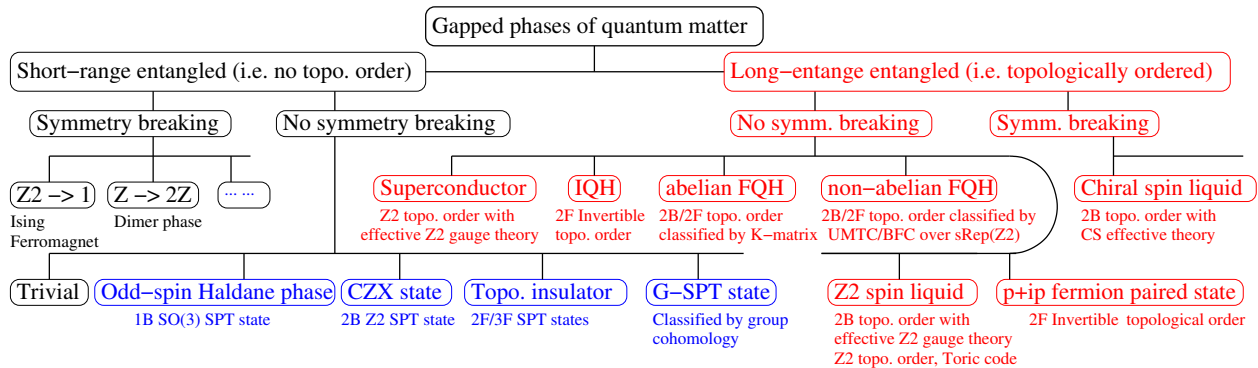 Gapped phases of quantum matter
Short-range entangled (i.e. no topo. order)
Long-entange entangled (i.e. topologically ordered)
Symmetry breaking
No symmetry breaking
No symm. breaking
Symm. breaking
Z2 -> 1
Z -> 2Z
... ...
Superconductor
IQH
abelian FQH
non-abelian FQH
Chiral spin liquid
Ising
Ferromagnet
Dimer phase
Z2 topo. order with
effective Z2 gauge theory
2F Invertible
topo. order
2B/2F topo. order
classified by K-matrix
2B/2F topo. order classified by
UMTC/BFC over sRep(Z2)
2B topo. order with
CS effective theory
Trivial
Odd-spin Haldane phase
CZX state
Topo. insulator
G-SPT state
Z2 spin liquid
p+ip fermion paired state
1B SO(3) SPT state
2B Z2 SPT state
2F/3F SPT states
Classified by group
cohomology
2B topo. order with
effective Z2 gauge theory
Z2 topo. order, Toric code
2F Invertible topological order